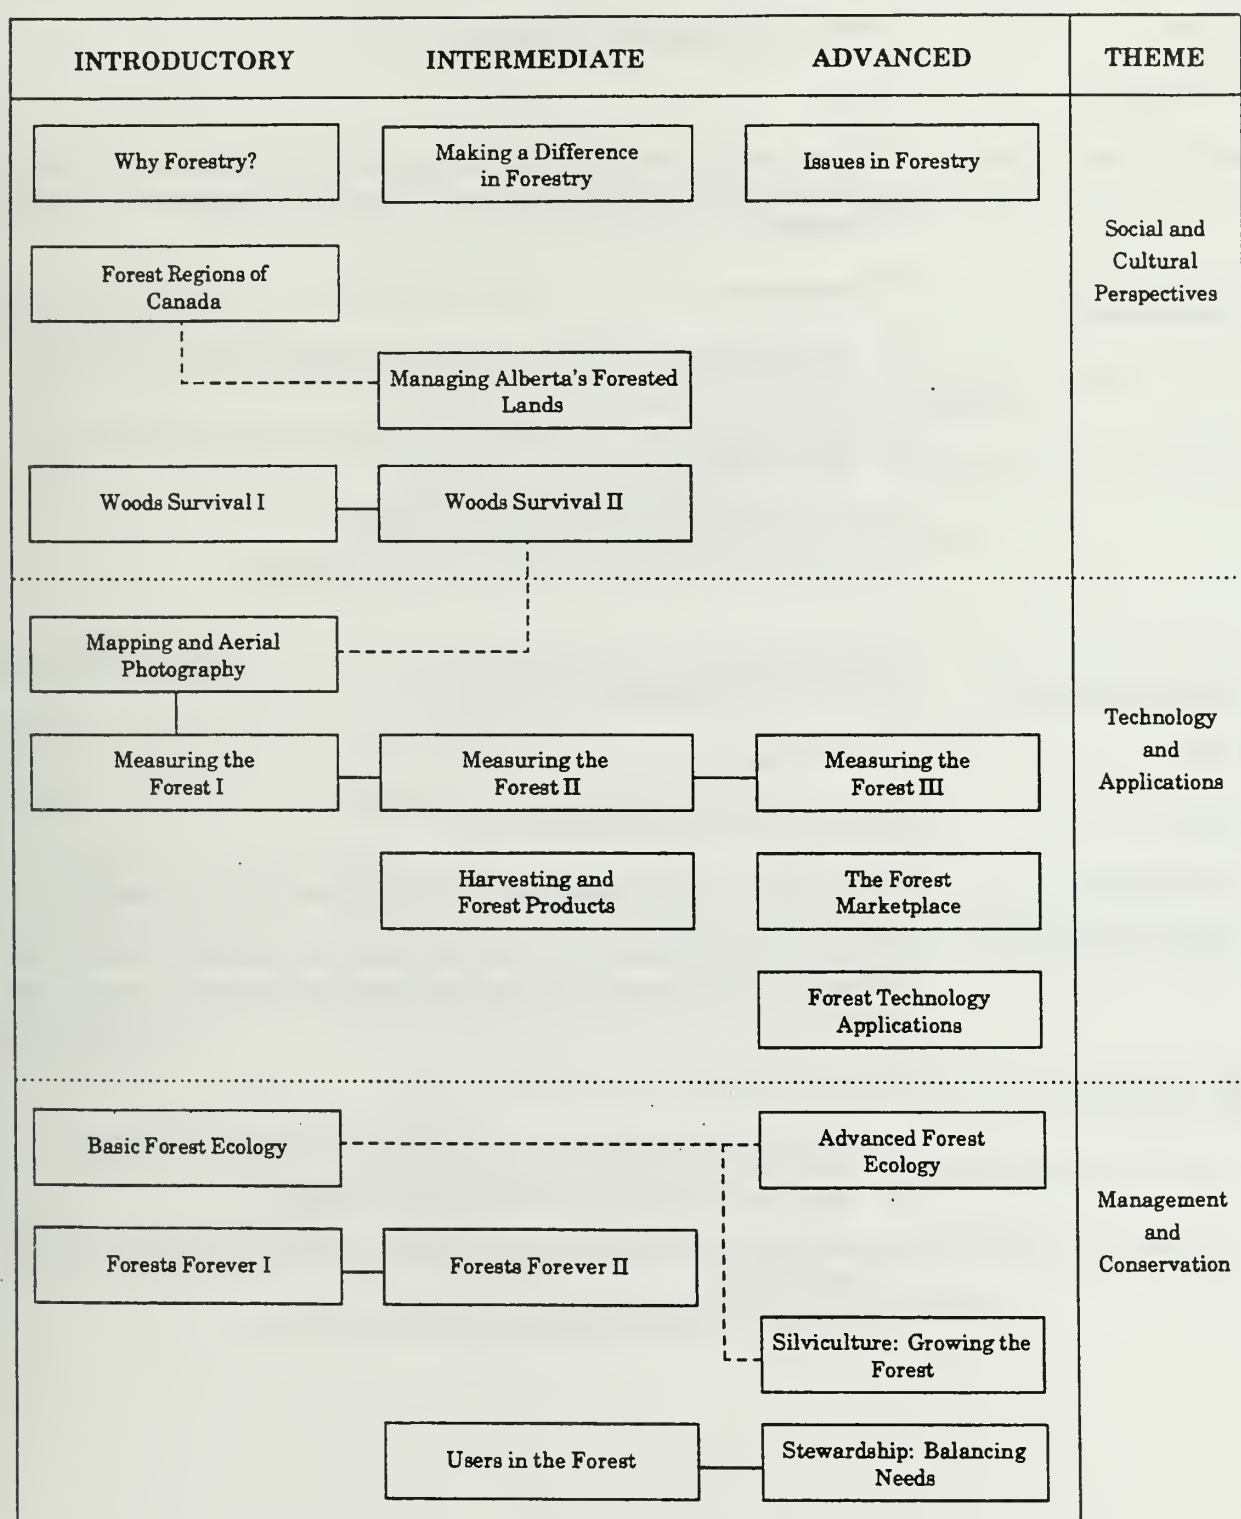 INTRODUCTORY
INTERMEDIATE
ADVANCED
THEME
Why Forestry?
Making a Difference
in Forestry
Issues in Forestry
Social and
Cultural
Perspectives
Forest Regions of
Canada
Managing Alberta's Forested
Lands
Woods Survival I
Woods Survival II
Mapping and Aerial
Photography
Technology
and
Applications
Measuring the
Forest I
Measuring the
Forest II
Measuring the
Forest III
Harvesting and
Forest Products
The Forest
Marketplace
Forest Technology
Applications
Basic Forest Ecology
Advanced Forest
Ecology
Management
and
Conservation
Forests Forever I
Forests Forever II
Silviculture: Growing the
Forest
Users in the Forest
Stewardship: Balancing
Needs